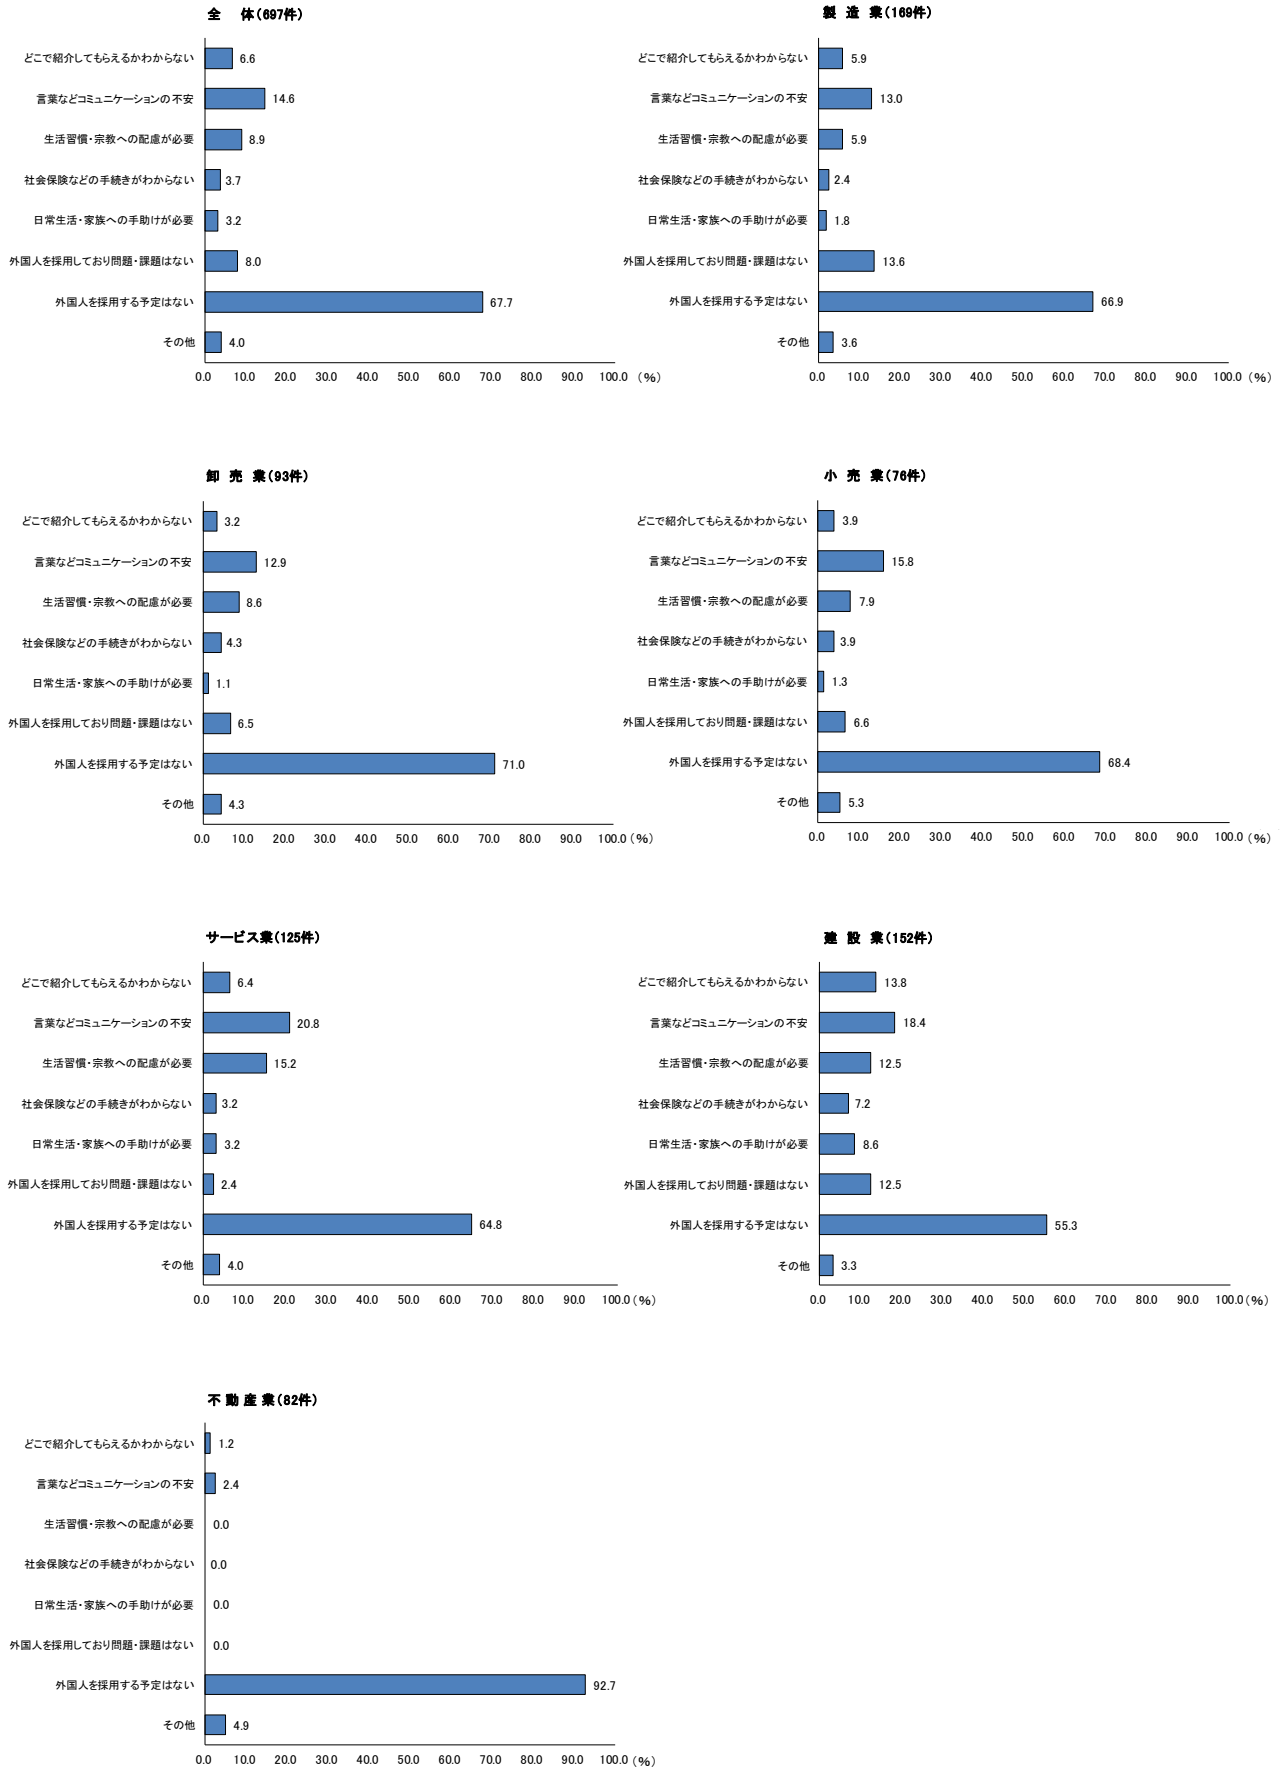 全 体(697件)
どこで紹介してもらえるかわからない 6.6
言葉などコミュニケーションの不安 14.6
生活習慣・宗教への配慮が必要 8.9
社会保険などの手続きがわからない 3.7
日常生活・家族への手助けが必要 3.2
外国人を採用しており問題・課題はない 8.0
外国人を採用する予定はない 67.7
その他 4.0
0.0 10.0 20.0 30.0 40.0 50.0 60.0 70.0 80.0 90.0 100.0 (%)
製 造 業(169件)
どこで紹介してもらえるかわからない 5.9
言葉などコミュニケーションの不安 13.0
生活習慣・宗教への配慮が必要 5.9
社会保険などの手続きがわからない 2.4
日常生活・家族への手助けが必要 1.8
外国人を採用しており問題・課題はない 13.6
外国人を採用する予定はない 66.9
その他 3.6
0.0 10.0 20.0 30.0 40.0 50.0 60.0 70.0 80.0 90.0 100.0 (%)
卸 売 業(93件)
どこで紹介してもらえるかわからない 3.2
言葉などコミュニケーションの不安 12.9
生活習慣・宗教への配慮が必要 8.6
社会保険などの手続きがわからない 4.3
日常生活・家族への手助けが必要 1.1
外国人を採用しており問題・課題はない 6.5
外国人を採用する予定はない 71.0
その他 4.3
0.0 10.0 20.0 30.0 40.0 50.0 60.0 70.0 80.0 90.0 100.0 (%)
小 売 業(76件)
どこで紹介してもらえるかわからない 3.9
言葉などコミュニケーションの不安 15.8
生活習慣・宗教への配慮が必要 7.9
社会保険などの手続きがわからない 3.9
日常生活・家族への手助けが必要 1.3
外国人を採用しており問題・課題はない 6.6
外国人を採用する予定はない 68.4
その他 5.3
0.0 10.0 20.0 30.0 40.0 50.0 60.0 70.0 80.0 90.0 100.0 (%)
サービス業(125件)
どこで紹介してもらえるかわからない 6.4
言葉などコミュニケーションの不安 20.8
生活習慣・宗教への配慮が必要 15.2
社会保険などの手続きがわからない 3.2
日常生活・家族への手助けが必要 3.2
外国人を採用しており問題・課題はない 2.4
外国人を採用する予定はない 64.8
その他 4.0
0.0 10.0 20.0 30.0 40.0 50.0 60.0 70.0 80.0 90.0 100.0 (%)
建 設 業(152件)
どこで紹介してもらえるかわからない 13.8
言葉などコミュニケーションの不安 18.4
生活習慣・宗教への配慮が必要 12.5
社会保険などの手続きがわからない 7.2
日常生活・家族への手助けが必要 8.6
外国人を採用しており問題・課題はない 12.5
外国人を採用する予定はない 55.3
その他 3.3
0.0 10.0 20.0 30.0 40.0 50.0 60.0 70.0 80.0 90.0 100.0 (%)
不 動 産 業(82件)
どこで紹介してもらえるかわからない 1.2
言葉などコミュニケーションの不安 2.4
生活習慣・宗教への配慮が必要 0.0
社会保険などの手続きがわからない 0.0
日常生活・家族への手助けが必要 0.0
外国人を採用しており問題・課題はない 0.0
外国人を採用する予定はない 92.7
その他 4.9
0.0 10.0 20.0 30.0 40.0 50.0 60.0 70.0 80.0 90.0 100.0 (%)